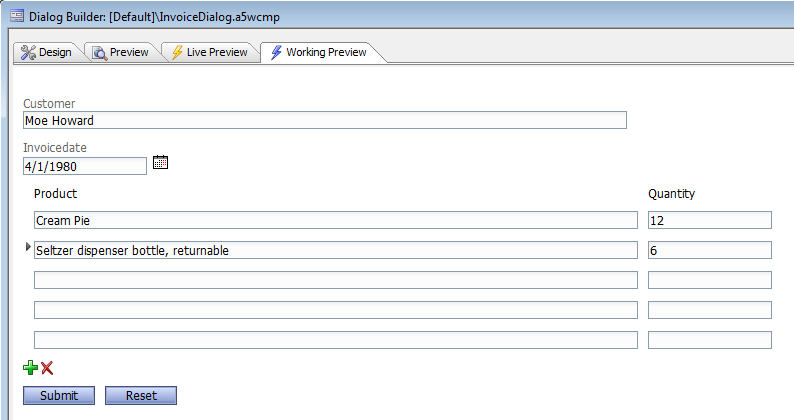 Dialog Builder: [Default]\InvoiceDialog.a5wcmp
Design Preview Live Preview Working Preview
Customer
Moe Howard
Invoicedate
4/1/1980
Product Quantity
Cream Pie 12
Seltzer dispenser bottle, returnable 6
Submit Reset